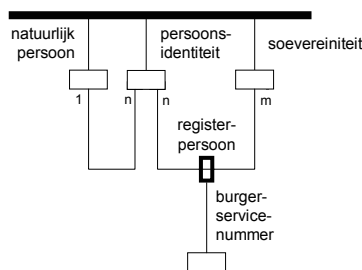 natuurlijk
persoon
persoons-
identiteit
soevereiniteit
1
n
n
m
register-
persoon
burger-
service-
nummer